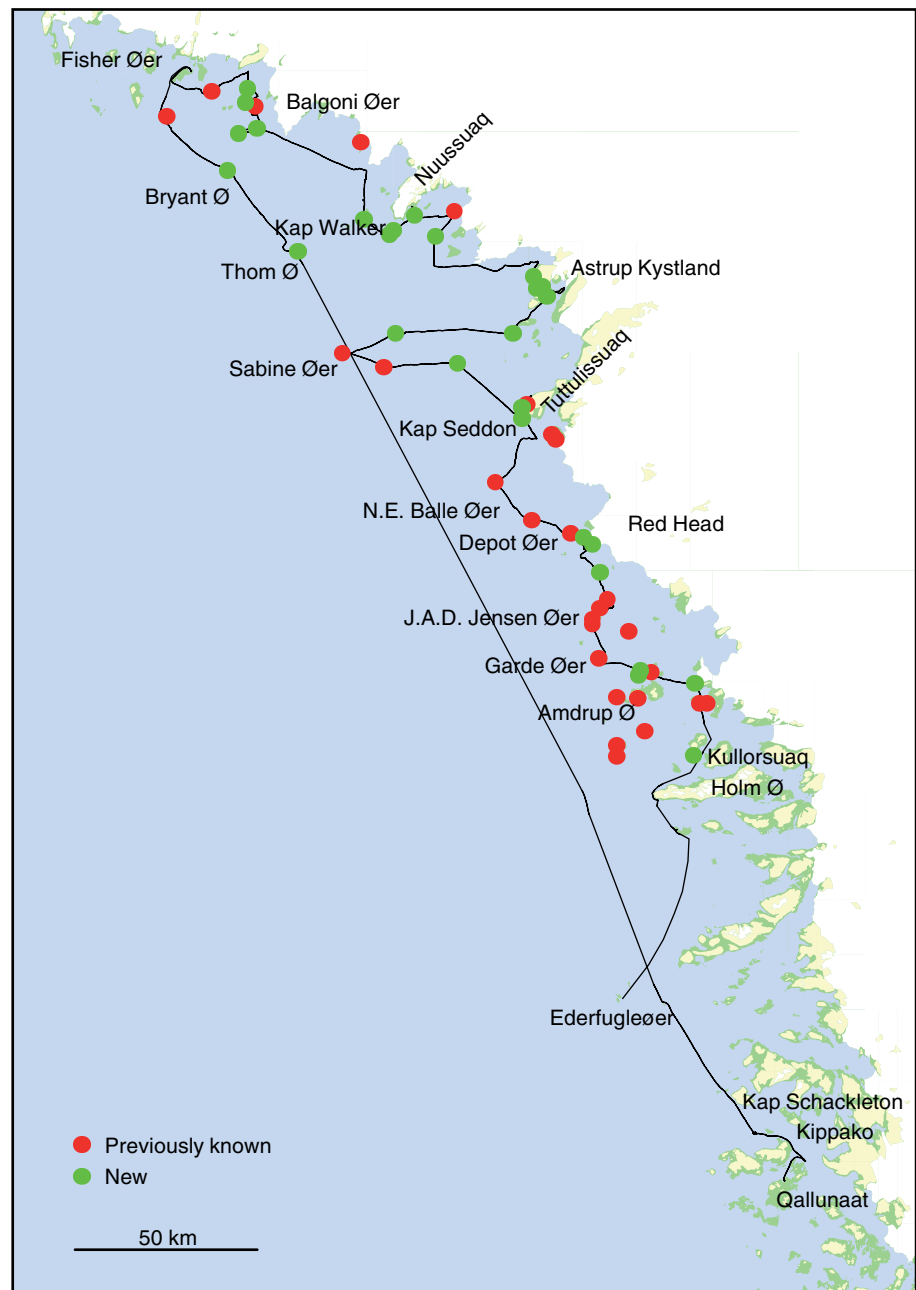 Fisher Øer
Balgoni Øer
Nuussuaq
Bryant Ø
Kap Walker
Thom Ø
Astrup Kystland
Sabine Øer
Tuttulissuaq
Kap Seddon
N.E. Balle Øer
Red Head
Depot Øer
J.A.D. Jensen Øer
Garde Øer
Amdrup Ø
Kullorsuaq
Holm Ø
Ederfugleøer
Kap Schackleton
Kippako
Qallunaat
Previously known
New
50 km